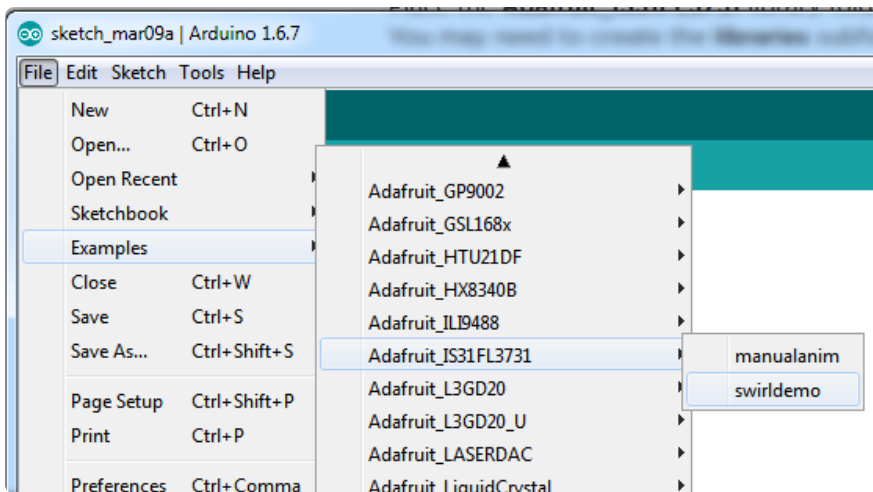 sketch_mar09a | Arduino 1.6.7
File Edit Sketch Tools Help
New Ctrl+N
Open... Ctrl+O
Open Recent
Sketchbook
Examples
Close Ctrl+W
Save Ctrl+S
Save As... Ctrl+Shift+S
Page Setup Ctrl+Shift+P
Print Ctrl+P
Preferences Ctrl+Comma
Adafruit_GP9002
Adafruit_GSL168x
Adafruit_HTU21DF
Adafruit_HX8340B
Adafruit_ILI9488
Adafruit_IS31FL3731
Adafruit_L3GD20
Adafruit_L3GD20_U
Adafruit_LASERDAC
Adafruit_LiquidCrystal
manualanim
swirldemo